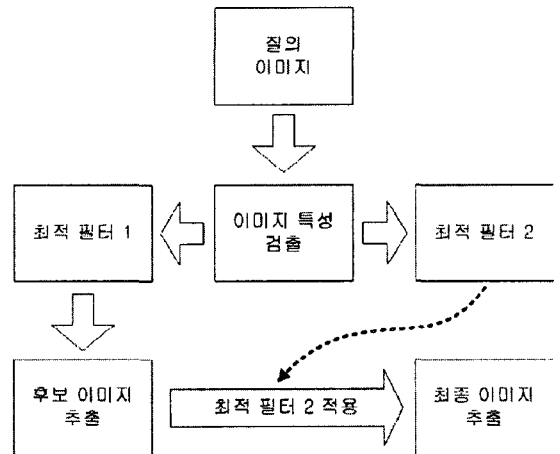 질의
이미지
최적 필터 1
이미지 특성
검출
최적 필터 2
후보 이미지
추출
최적 필터 2 적용
최종 이미지
추출